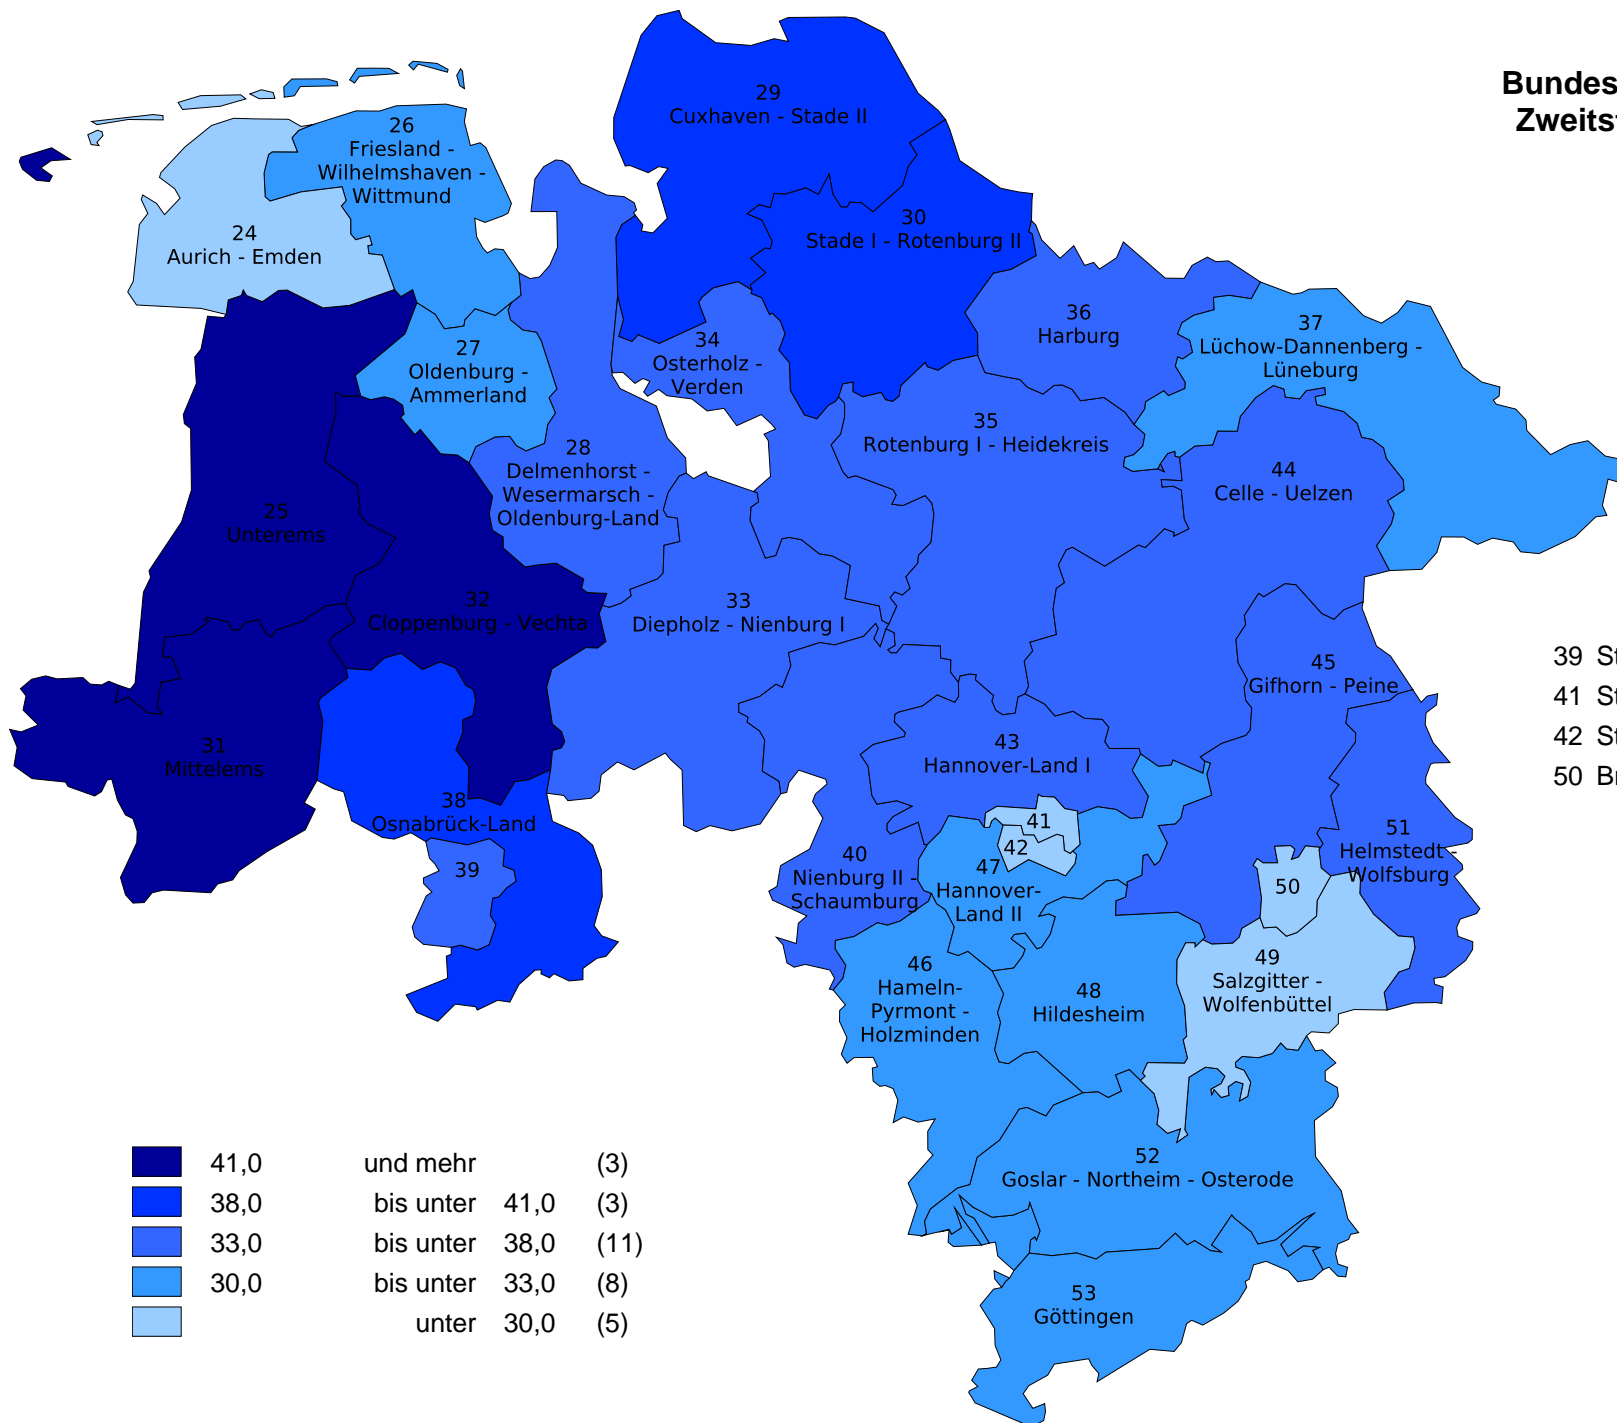 Bundes
Zweitst
29
Cuxhaven - Stade II
26
Friesland -
Wilhelmshaven -
Wittmund
24
Aurich - Emden
30
Stade I - Rotenburg II
36
Harburg
37
Lüchow-Dannenberg -
Lüneburg
27
Oldenburg -
Ammerland
34
Osterholz -
Verden
35
Rotenburg I - Heidekreis
28
Delmenhorst -
Wesermarsch -
Oldenburg-Land
44
Celle - Uelzen
25
Unterems
32
Cloppenburg - Vechta
33
Diepholz - Nienburg I
45
Gifhorn - Peine
39 St
41 St
42 St
50 Br
31
Mittelems
43
Hannover-Land I
38
Osnabrück-Land
41
42
51
Helmstedt -
Wolfsburg
39
40
Nienburg II -
Schaumburg
47
Hannover-
Land II
50
46
Hameln-
Pyrmont -
Holzminden
48
Hildesheim
49
Salzgitter -
Wolfenbüttel
52
Goslar - Northeim - Osterode
53
Göttingen
41,0 und mehr (3)
38,0 bis unter 41,0 (3)
33,0 bis unter 38,0 (11)
30,0 bis unter 33,0 (8)
unter 30,0 (5)